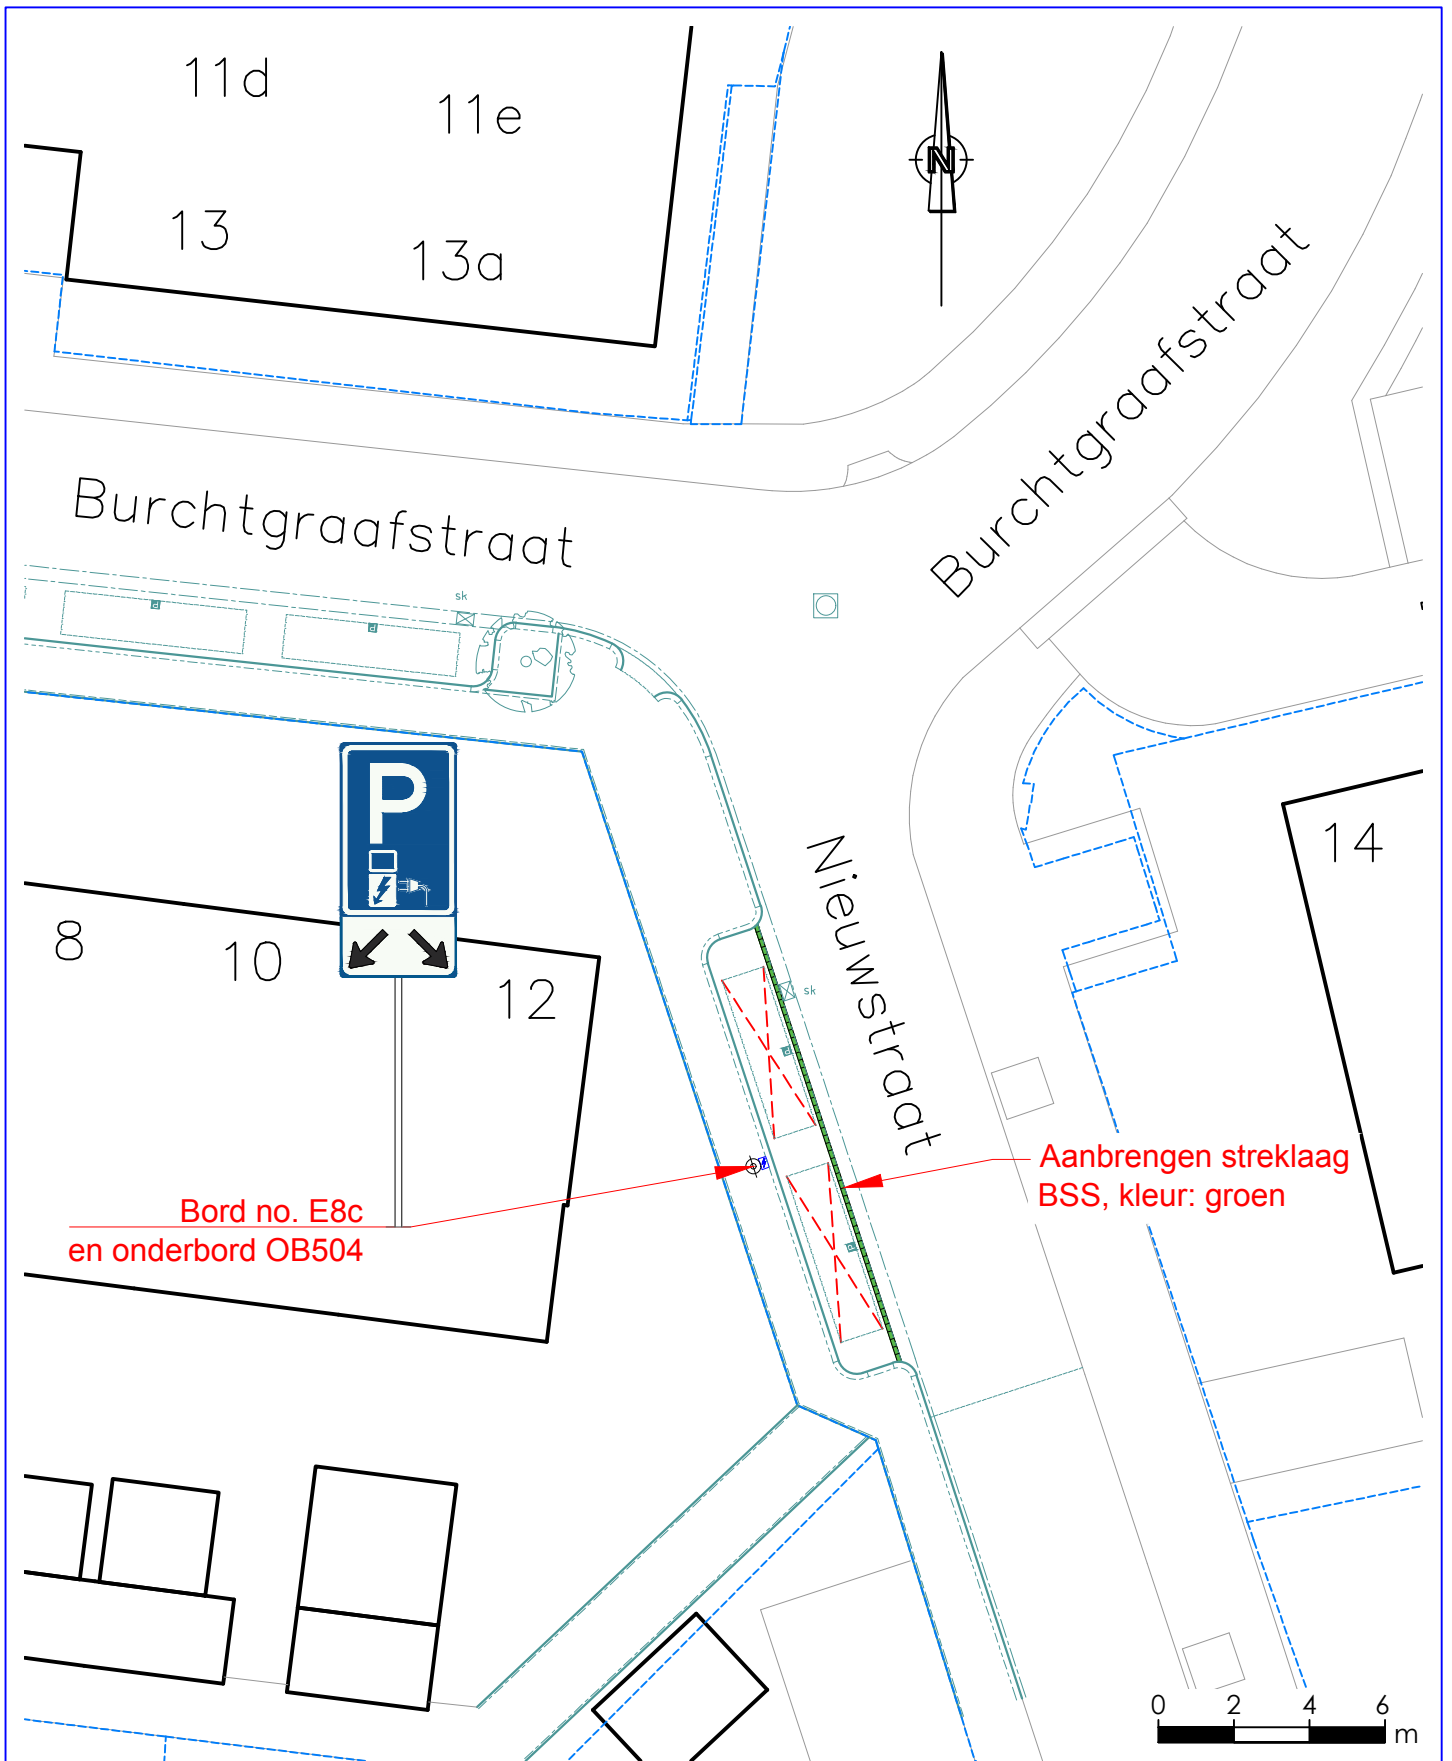 11d
11e
N
13
13a
Burchtgraafstraat
Burchtgraafstraat
sk
P
14
8
10
12
Nieuwstraat
sk
Aanbrengen streklaag
BSS, kleur: groen
Bord no. E8c
en onderbord OB504
0 2 4 6
m